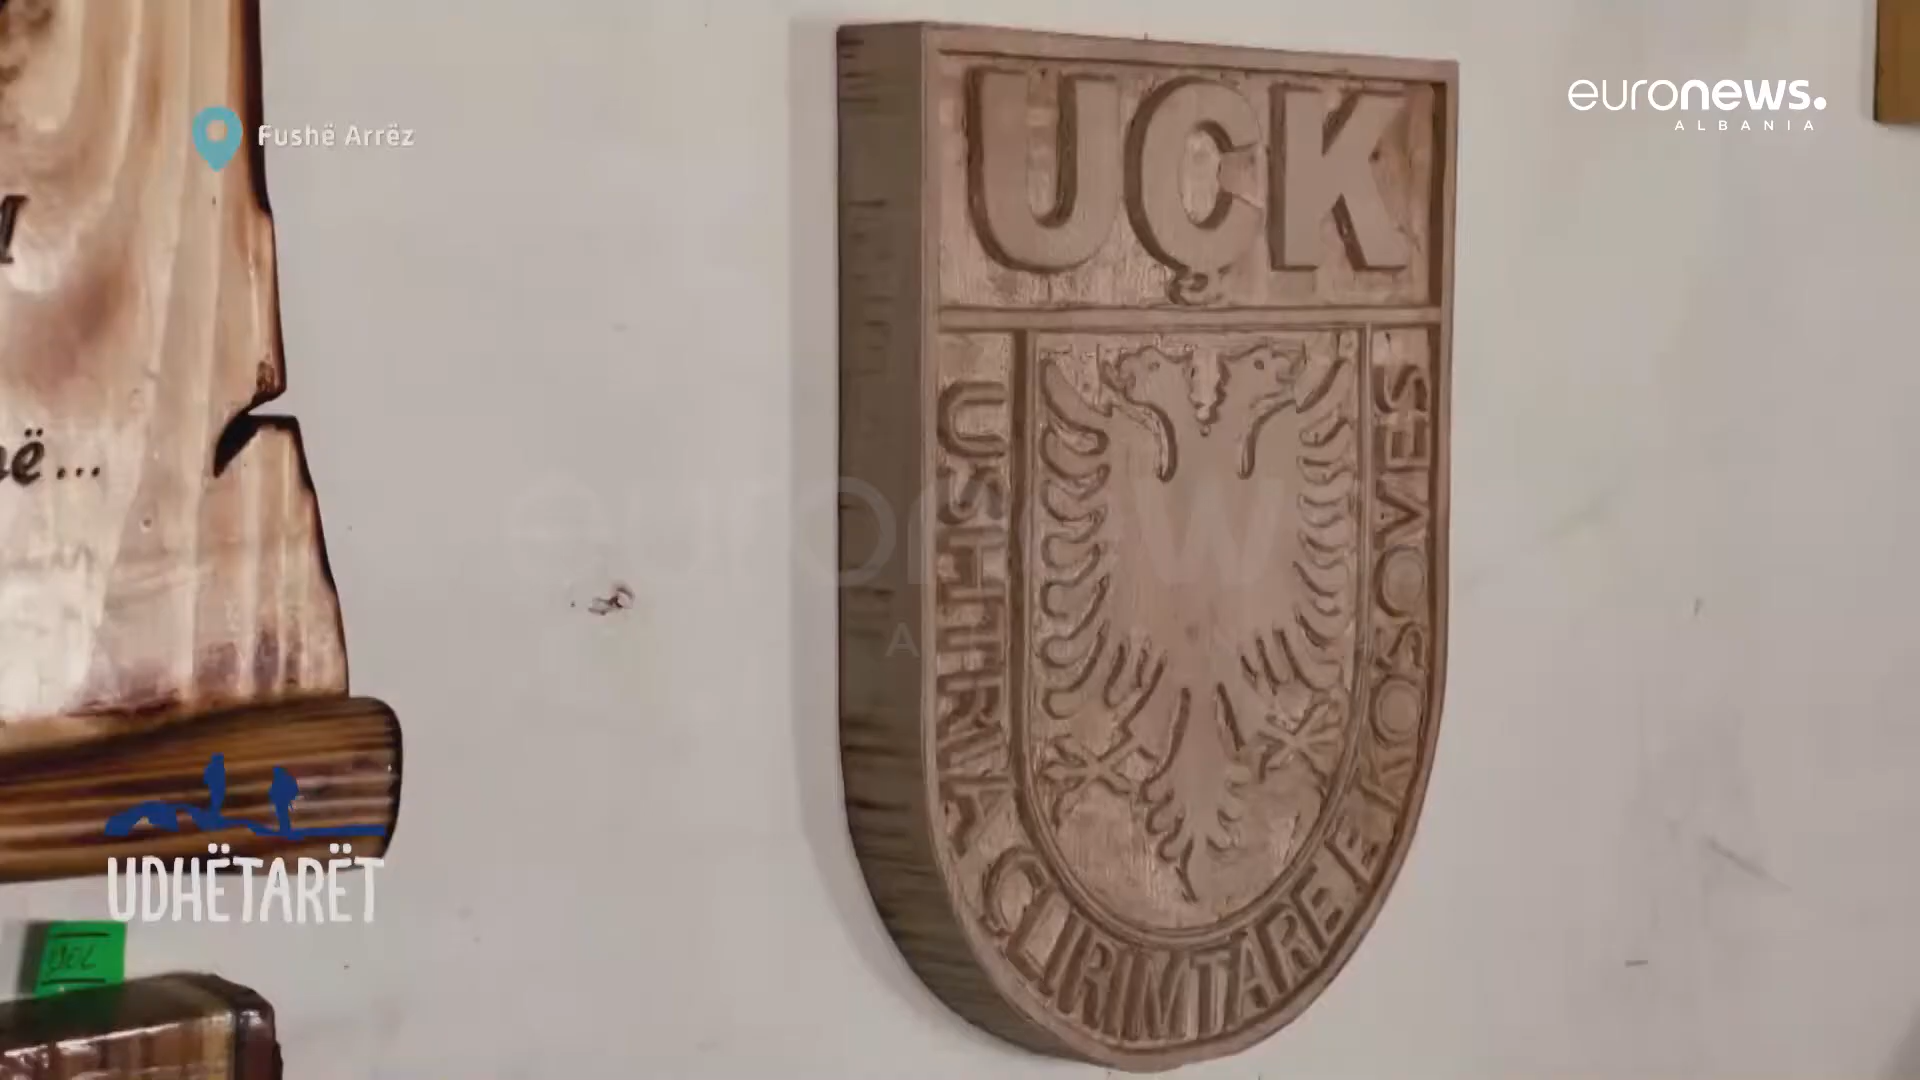 Fushë Arrëz
euronews.
ALBANIA
UÇK
USHTRIA ÇLIRIMTARE E KOSOVËS
UDHËTARËT